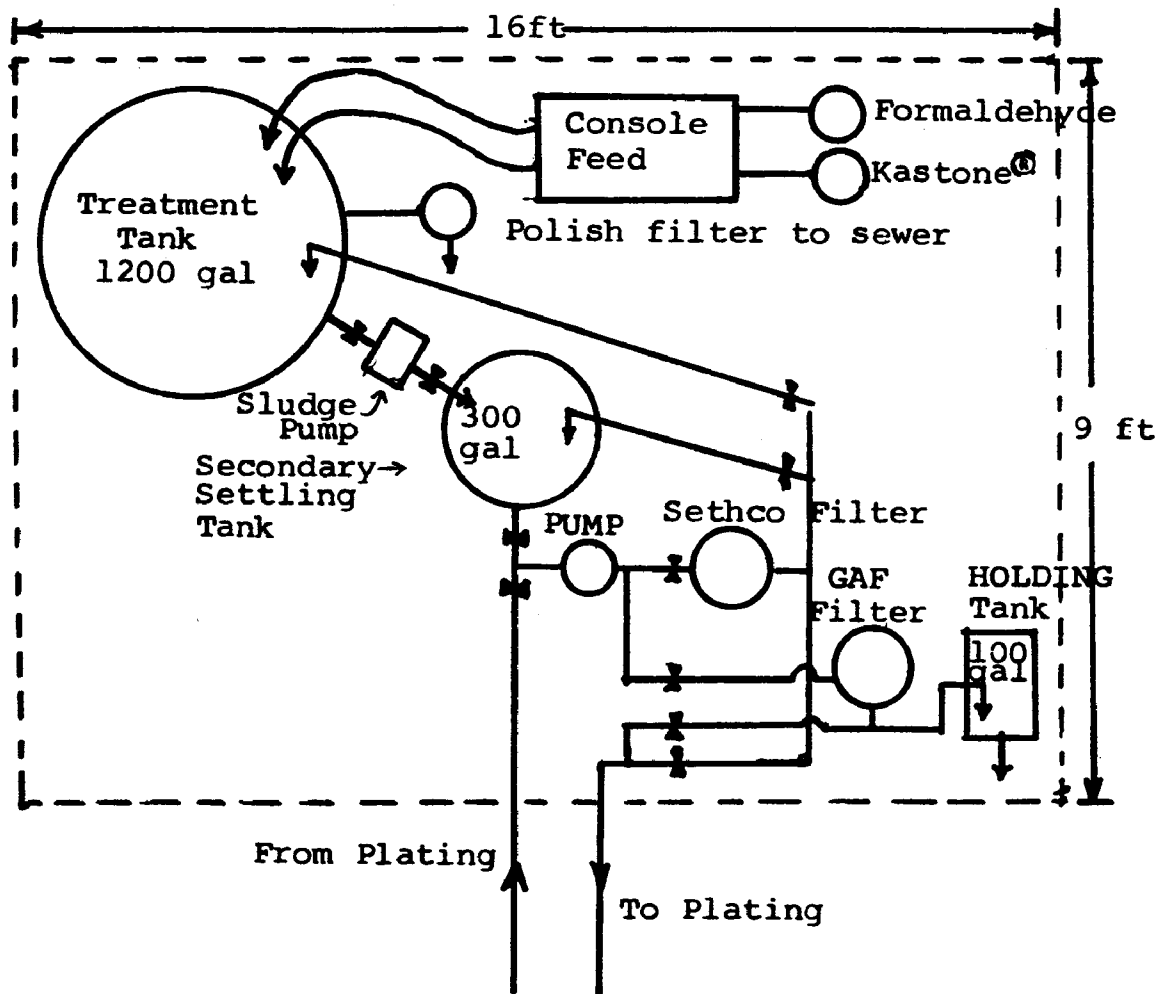 16ft
Console
Feed
Formaldehyde
Kastone®
Treatment
Tank
1200 gal
Polish filter to sewer
Sludge
Pump
300
gal
9 ft
Secondary→
Settling
Tank
PUMP
Sethco Filter
GAF
Filter
HOLDING
Tank
100
gal
From Plating
To Plating